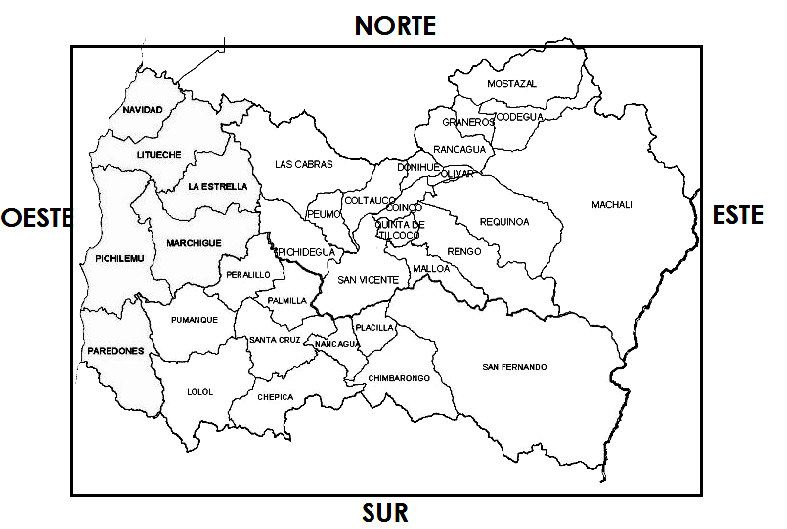 NORTE
MOSTAZAL
NAVIDAD
CODEGUA
GRANEROS
RANCAGUA
LITUECHE
LAS CABRAS
DONIHUE
OLIVAR
LA ESTRELLA
COLTAUCO
MACHALI
COINCO
PEUMO
OESTE
ESTE
REQUINOA
QUINTA DE
TILCOCO
MARCHIGUE
PICHIDEGUA
RENGO
PICHILEMU
MALLOA
PERALILLO
SAN VICENTE
PALMILLA
PUMANQUE
PLACILLA
SANTA CRUZ
NANCAGUA
PAREDONES
SAN FERNANDO
CHIMBARONGO
LOLOL
CHEPICA
SUR